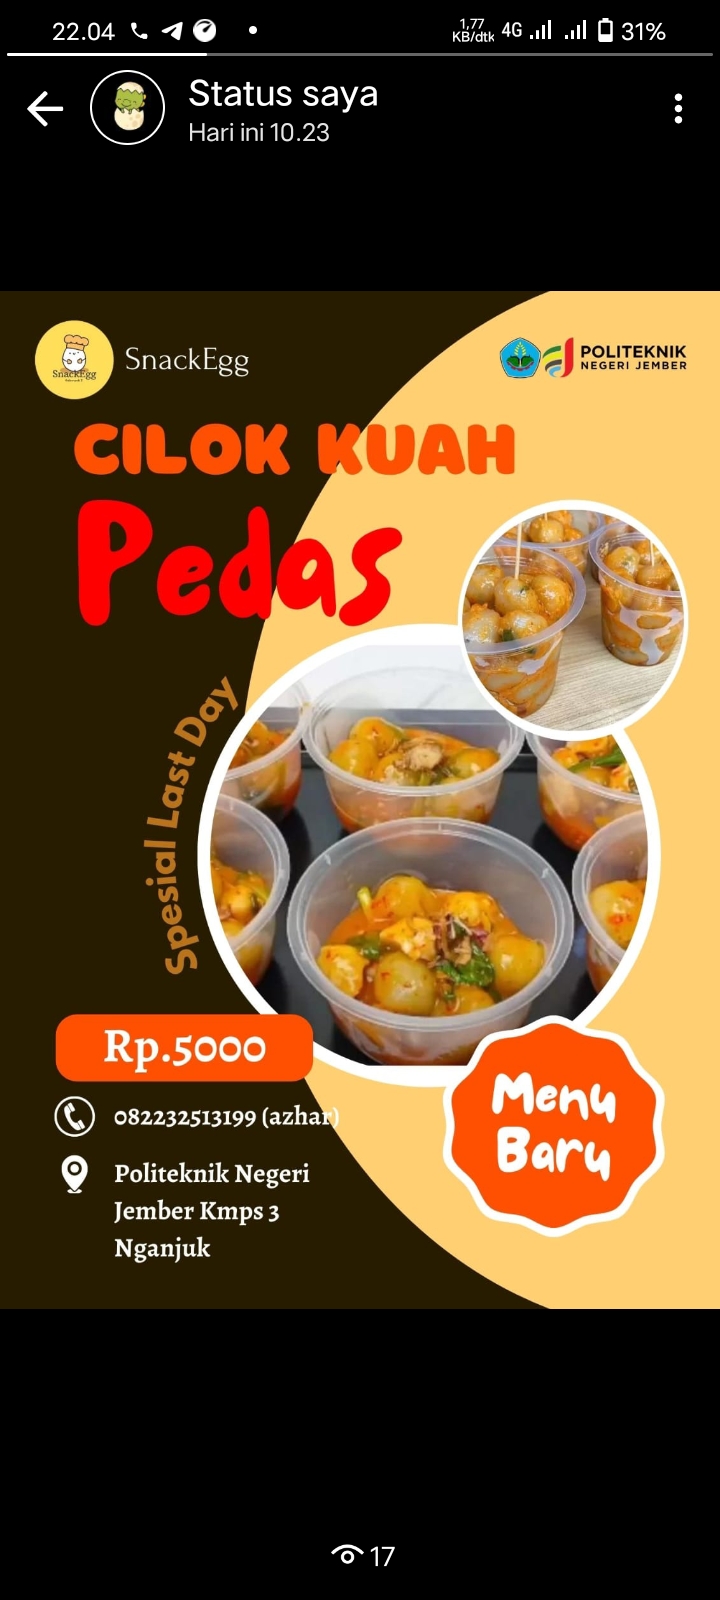 22.04
1,77
KB/dtk
4G
31%
Status saya
Hari ini 10.23
SnackEgg
SnackEgg
POLITEKNIK
NEGERI JEMBER
CILOK KUAH
Pedas
Spesial Last Day
Rp.5000
082232513199 (azhar)
Politeknik Negeri
Jember Kmps 3
Nganjuk
Menu
Baru
17